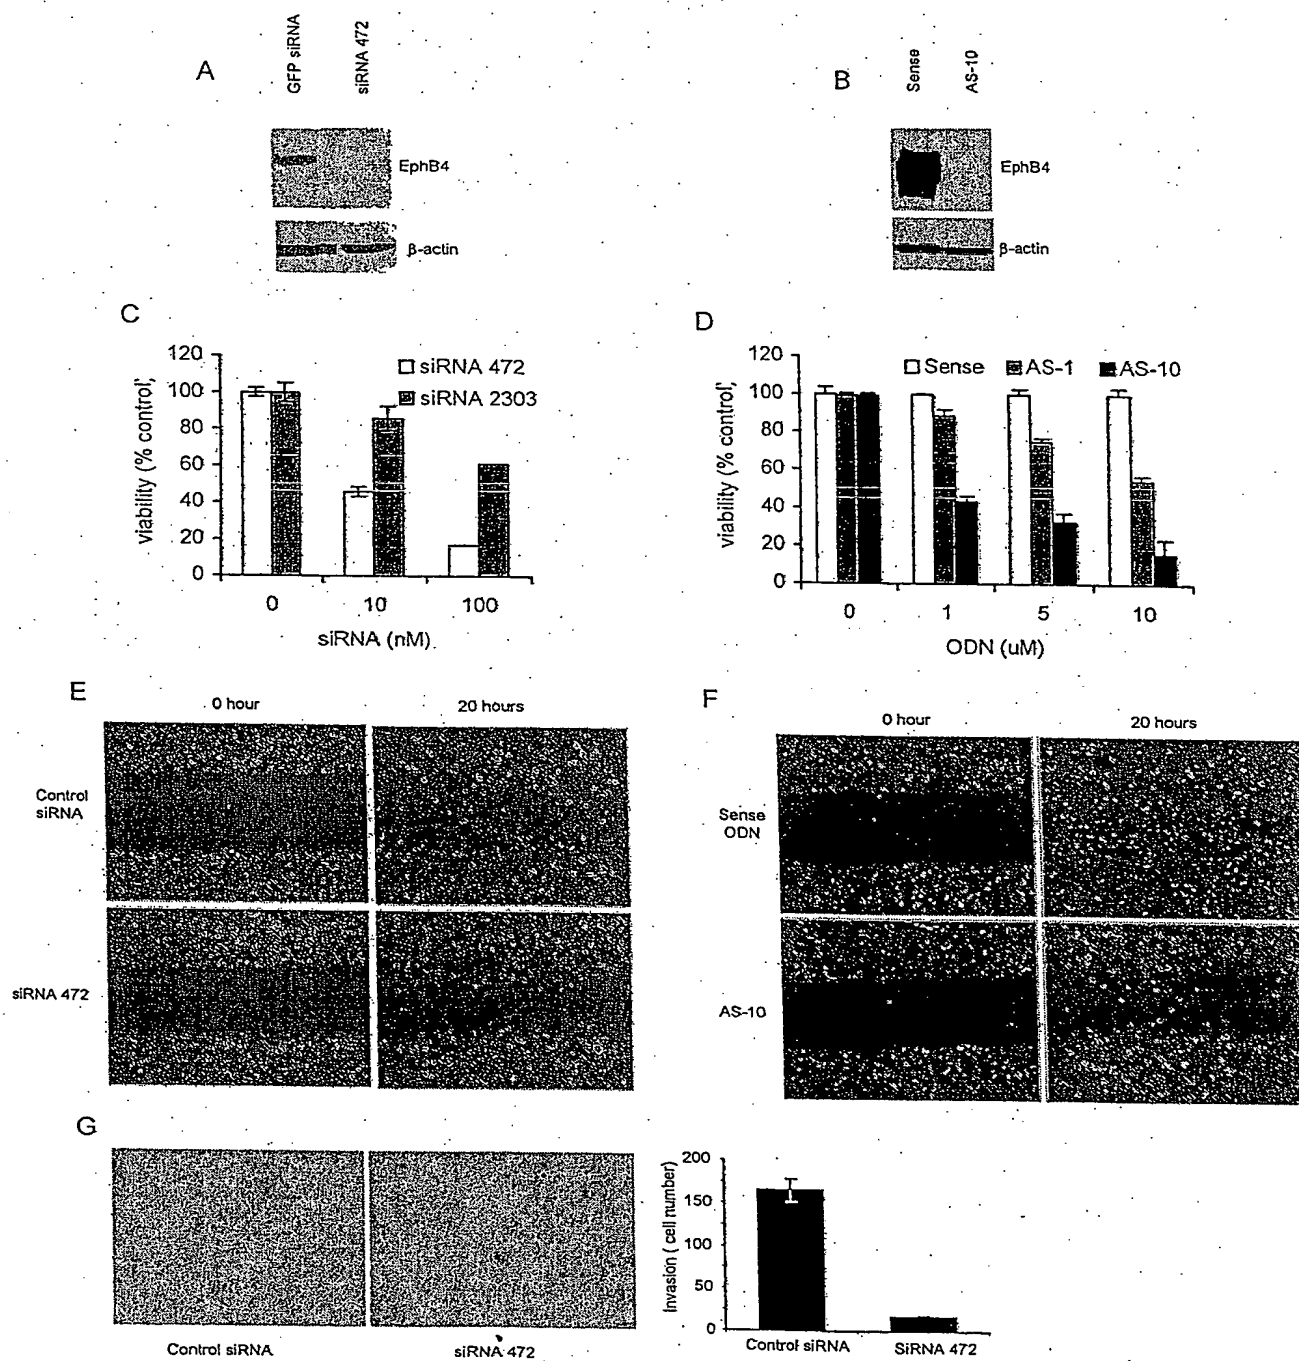 A
GFP siRNA
siRNA 472
EphB4
β-actin
B
Sense
AS-10
EphB4
β-actin
C
viability (% control)
120
100
80
60
40
20
0
siRNA 472
siRNA 2303
0 10 100
siRNA (nM)
D
viability (% control)
120
100
80
60
40
20
0
Sense AS-1 AS-10
0 1 5 10
ODN (uM)
E
0 hour 20 hours
Control
siRNA
siRNA 472
F
0 hour 20 hours
Sense
ODN
AS-10
G
Control siRNA siRNA 472
Invasion ( cell number)
200
150
100
50
0
Control siRNA SiRNA 472